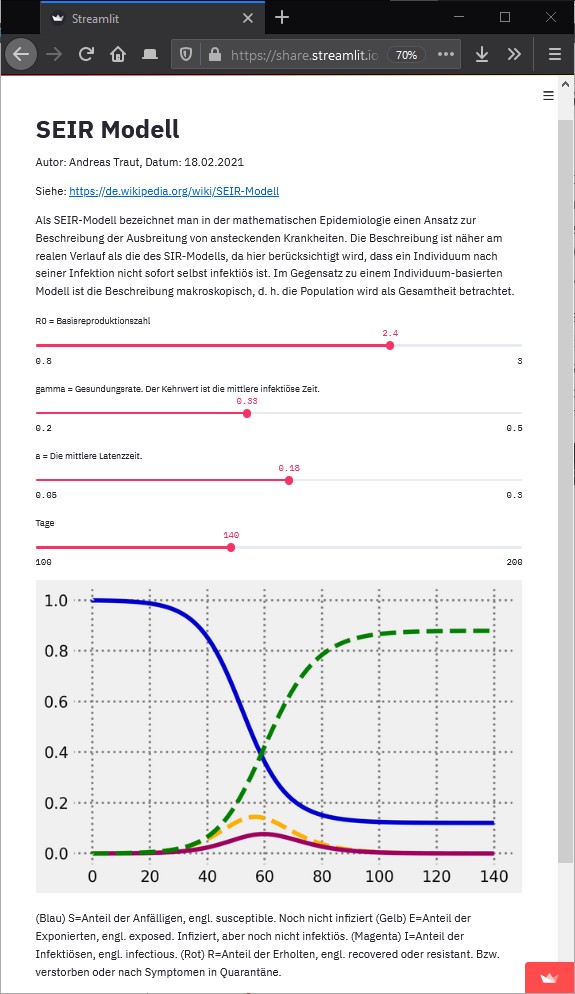 Streamlit
https://share.streamlit.io
70%
SEIR Modell
Autor: Andreas Traut, Datum: 18.02.2021
Siehe: https://de.wikipedia.org/wiki/SEIR-Modell
Als SEIR-Modell bezeichnet man in der mathematischen Epidemiologie einen Ansatz zur
Beschreibung der Ausbreitung von ansteckenden Krankheiten. Die Beschreibung ist näher am
realen Verlauf als die des SIR-Modells, da hier berücksichtigt wird, dass ein Individuum nach
seiner Infektion nicht sofort selbst infektiös ist. Im Gegensatz zu einem Individuum-basierten
Modell ist die Beschreibung makroskopisch, d. h. die Population wird als Gesamtheit betrachtet.
R0 = Basisreproduktionszahl
2.4
0.8 3
gamma = Gesundungsrate. Der Kehrwert ist die mittlere infektiöse Zeit.
0.33
0.2 0.5
a = Die mittlere Latenzzeit.
0.18
0.05 0.3
Tage
140
100 200
1.0
0.8
0.6
0.4
0.2
0.0
0 20 40 60 80 100 120 140
(Blau) S=Anteil der Anfälligen, engl. susceptible. Noch nicht infiziert (Gelb) E=Anteil der
Exponierten, engl. exposed. Infiziert, aber noch nicht infektiös. (Magenta) I=Anteil der
Infektiösen, engl. infectious. (Rot) R=Anteil der Erholten, engl. recovered oder resistant. Bzw.
verstorben oder nach Symptomen in Quarantäne.